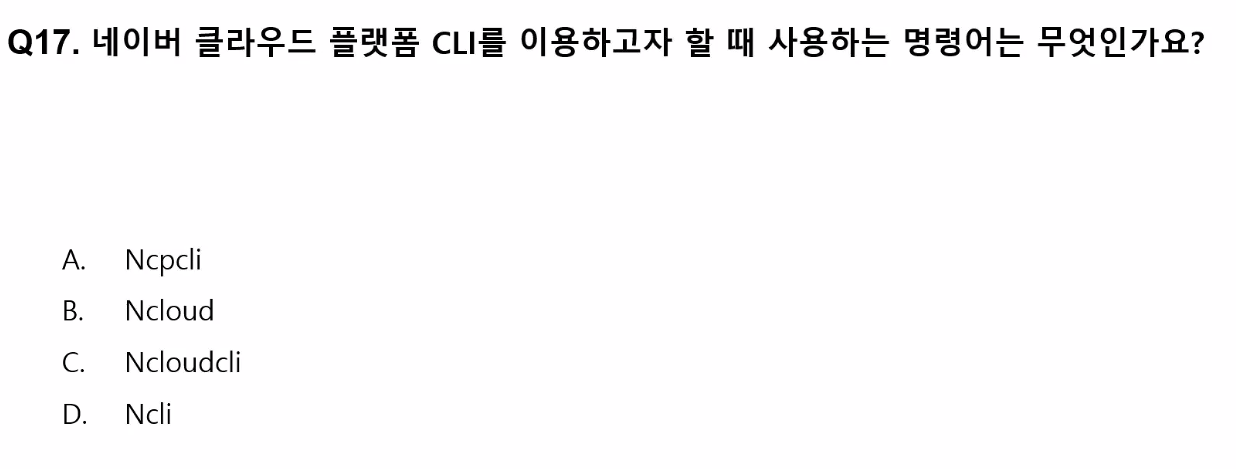 Q17. 네이버 클라우드 플랫폼 CLI를 이용하고자 할 때 사용하는 명령어는 무엇인가요?
A. Ncpcli
B. Ncloud
C. Ncloudcli
D. Ncli